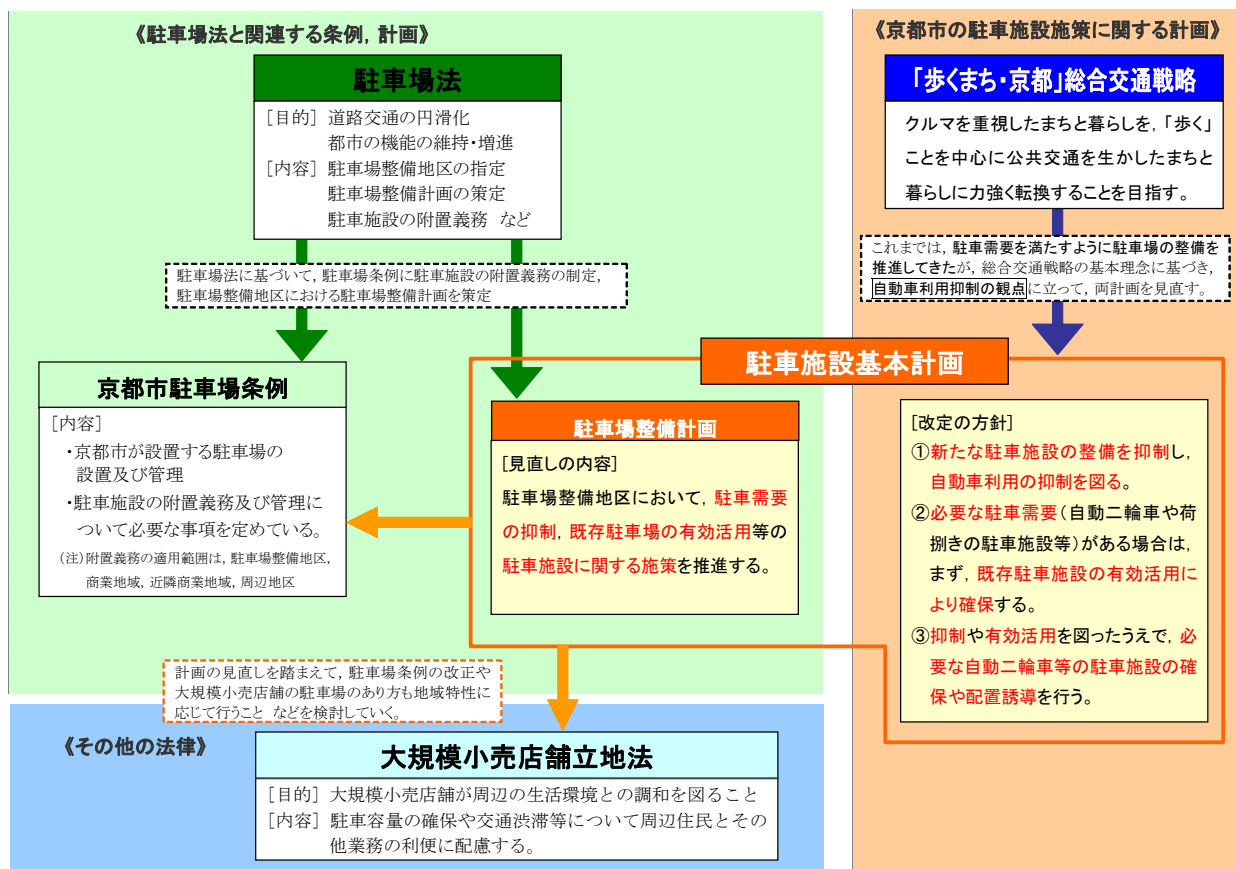 《駐車場法と関連する条例，計画》
駐車場法
［目的］ 道路交通の円滑化
都市の機能の維持・増進
［内容］ 駐車場整備地区の指定
駐車場整備計画の策定
駐車施設の附置義務 など
駐車場法に基づいて，駐車場条例に駐車施設の附置義務の制定，
駐車場整備地区における駐車場整備計画を策定
京都市駐車場条例
［内容］
・京都市が設置する駐車場の
設置及び管理
・駐車施設の附置義務及び管理に
ついて必要な事項を定めている。
（注）附置義務の適用範囲は，駐車場整備地区，
商業地域，近隣商業地域，周辺地区
《京都市の駐車施設施策に関する計画》
「歩くまち・京都」総合交通戦略
クルマを重視したまちと暮らしを，「歩く」
ことを中心に公共交通を生かしたまちと
暮らしに力強く転換することを目指す。
これまでは，駐車需要を満たすように駐車場の整備を
推進してきたが，総合交通戦略の基本理念に基づき，
自動車利用抑制の観点に立って，両計画を見直す。
駐車施設基本計画
駐車場整備計画
［見直しの内容］
駐車場整備地区において，駐車需要
の抑制，既存駐車場の有効活用等の
駐車施設に関する施策を推進する。
［改定の方針］
①新たな駐車施設の整備を抑制し，
自動車利用の抑制を図る。
②必要な駐車需要（自動二輪車や荷
捌きの駐車施設等）がある場合は，
まず，既存駐車施設の有効活用に
より確保する。
③抑制や有効活用を図ったうえで，必
要な自動二輪車等の駐車施設の確
保や配置誘導を行う。
計画の見直しを踏まえて，駐車場条例の改正や
大規模小売店舗の駐車場のあり方も地域特性に
応じて行うこと などを検討していく。
《その他の法律》
大規模小売店舗立地法
［目的］ 大規模小売店舗が周辺の生活環境との調和を図ること
［内容］ 駐車容量の確保や交通渋滞等について周辺住民とその
他業務の利便に配慮する。